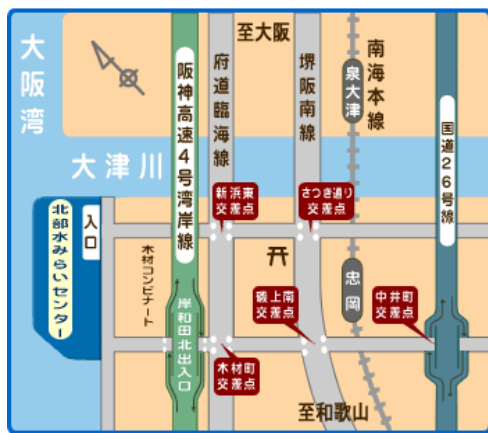 大阪湾
至大阪
阪神高速4号湾岸線
府道臨海線
堺阪南線
泉大津
南海本線
国道26号線
大津川
北部水みらいセンター
入口
新浜東
交差点
さつき通り
交差点
木材コンビナート
岸和田北出入口
磯上南
交差点
忠岡
中井町
交差点
木材町
交差点
至和歌山